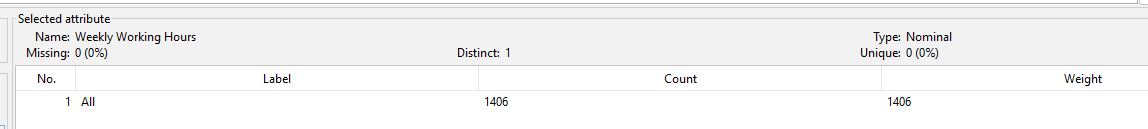 Selected attribute
Name: Weekly Working Hours Type: Nominal
Missing: 0 (0%) Distinct: 1 Unique: 0 (0%)
No. Label Count Weight
1 All 1406 1406